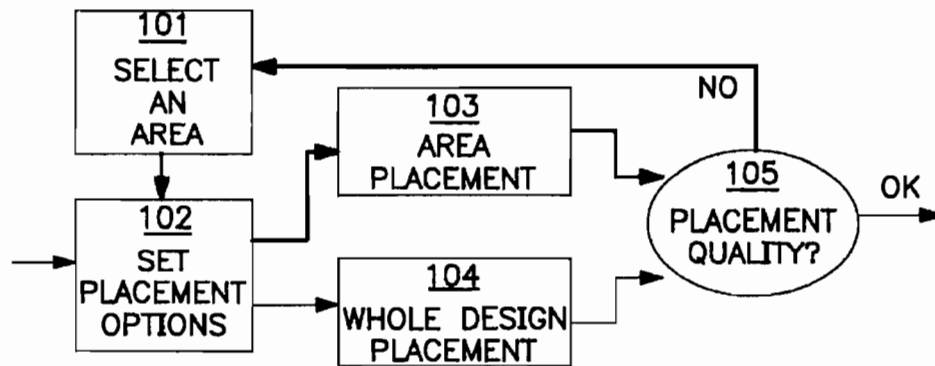 101
SELECT
AN
AREA
102
SET
PLACEMENT
OPTIONS
103
AREA
PLACEMENT
104
WHOLE DESIGN
PLACEMENT
NO
105
PLACEMENT
QUALITY?
OK